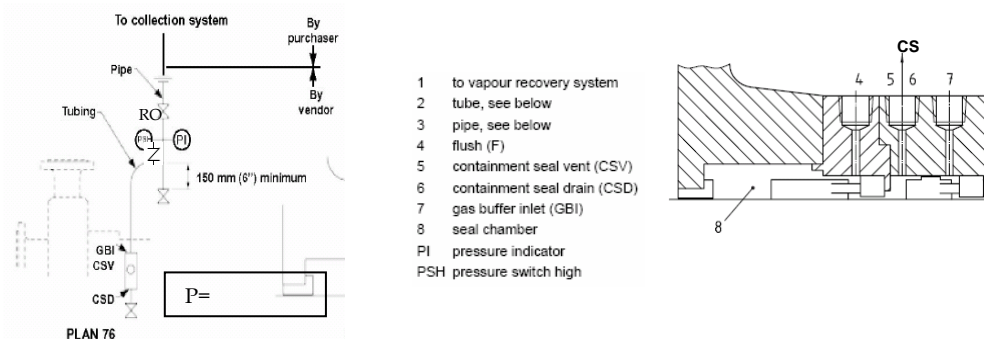 To collection system
By
purchaser
Pipe
By
vendor
RO
Tubing
PSH
PI
150 mm (6") minimum
GBI
CSV
CSD
P=
PLAN 76
1 to vapour recovery system
2 tube, see below
3 pipe, see below
4 flush (F)
5 containment seal vent (CSV)
6 containment seal drain (CSD)
7 gas buffer inlet (GBI)
8 seal chamber
PI pressure indicator
PSH pressure switch high
CS
4 5 6 7
8